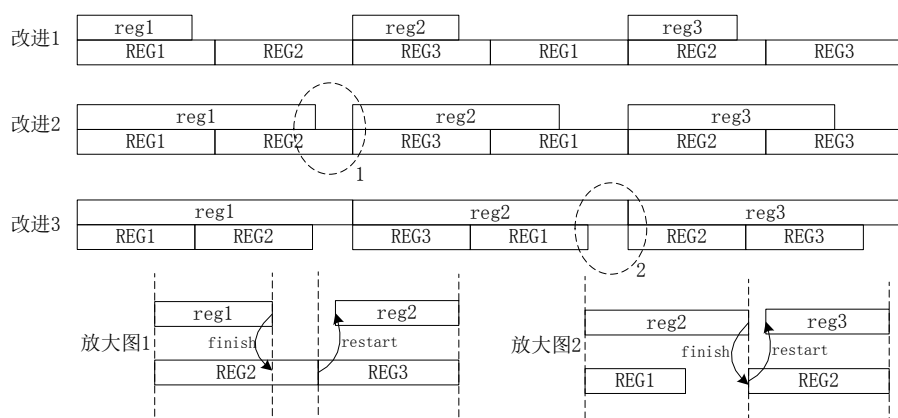 reg1 reg2 reg3
改进1 REG1 REG2 REG3 REG1 REG2 REG3
reg1 reg2 reg3
改进2 REG1 REG2 REG3 REG1 REG2 REG3
1
reg1 reg2 reg3
改进3 REG1 REG2 REG3 REG1 REG2 REG3
2
reg1 reg2
放大图1 finish restart
REG2 REG3
reg2 reg3
放大图2 finish restart
REG1 REG2